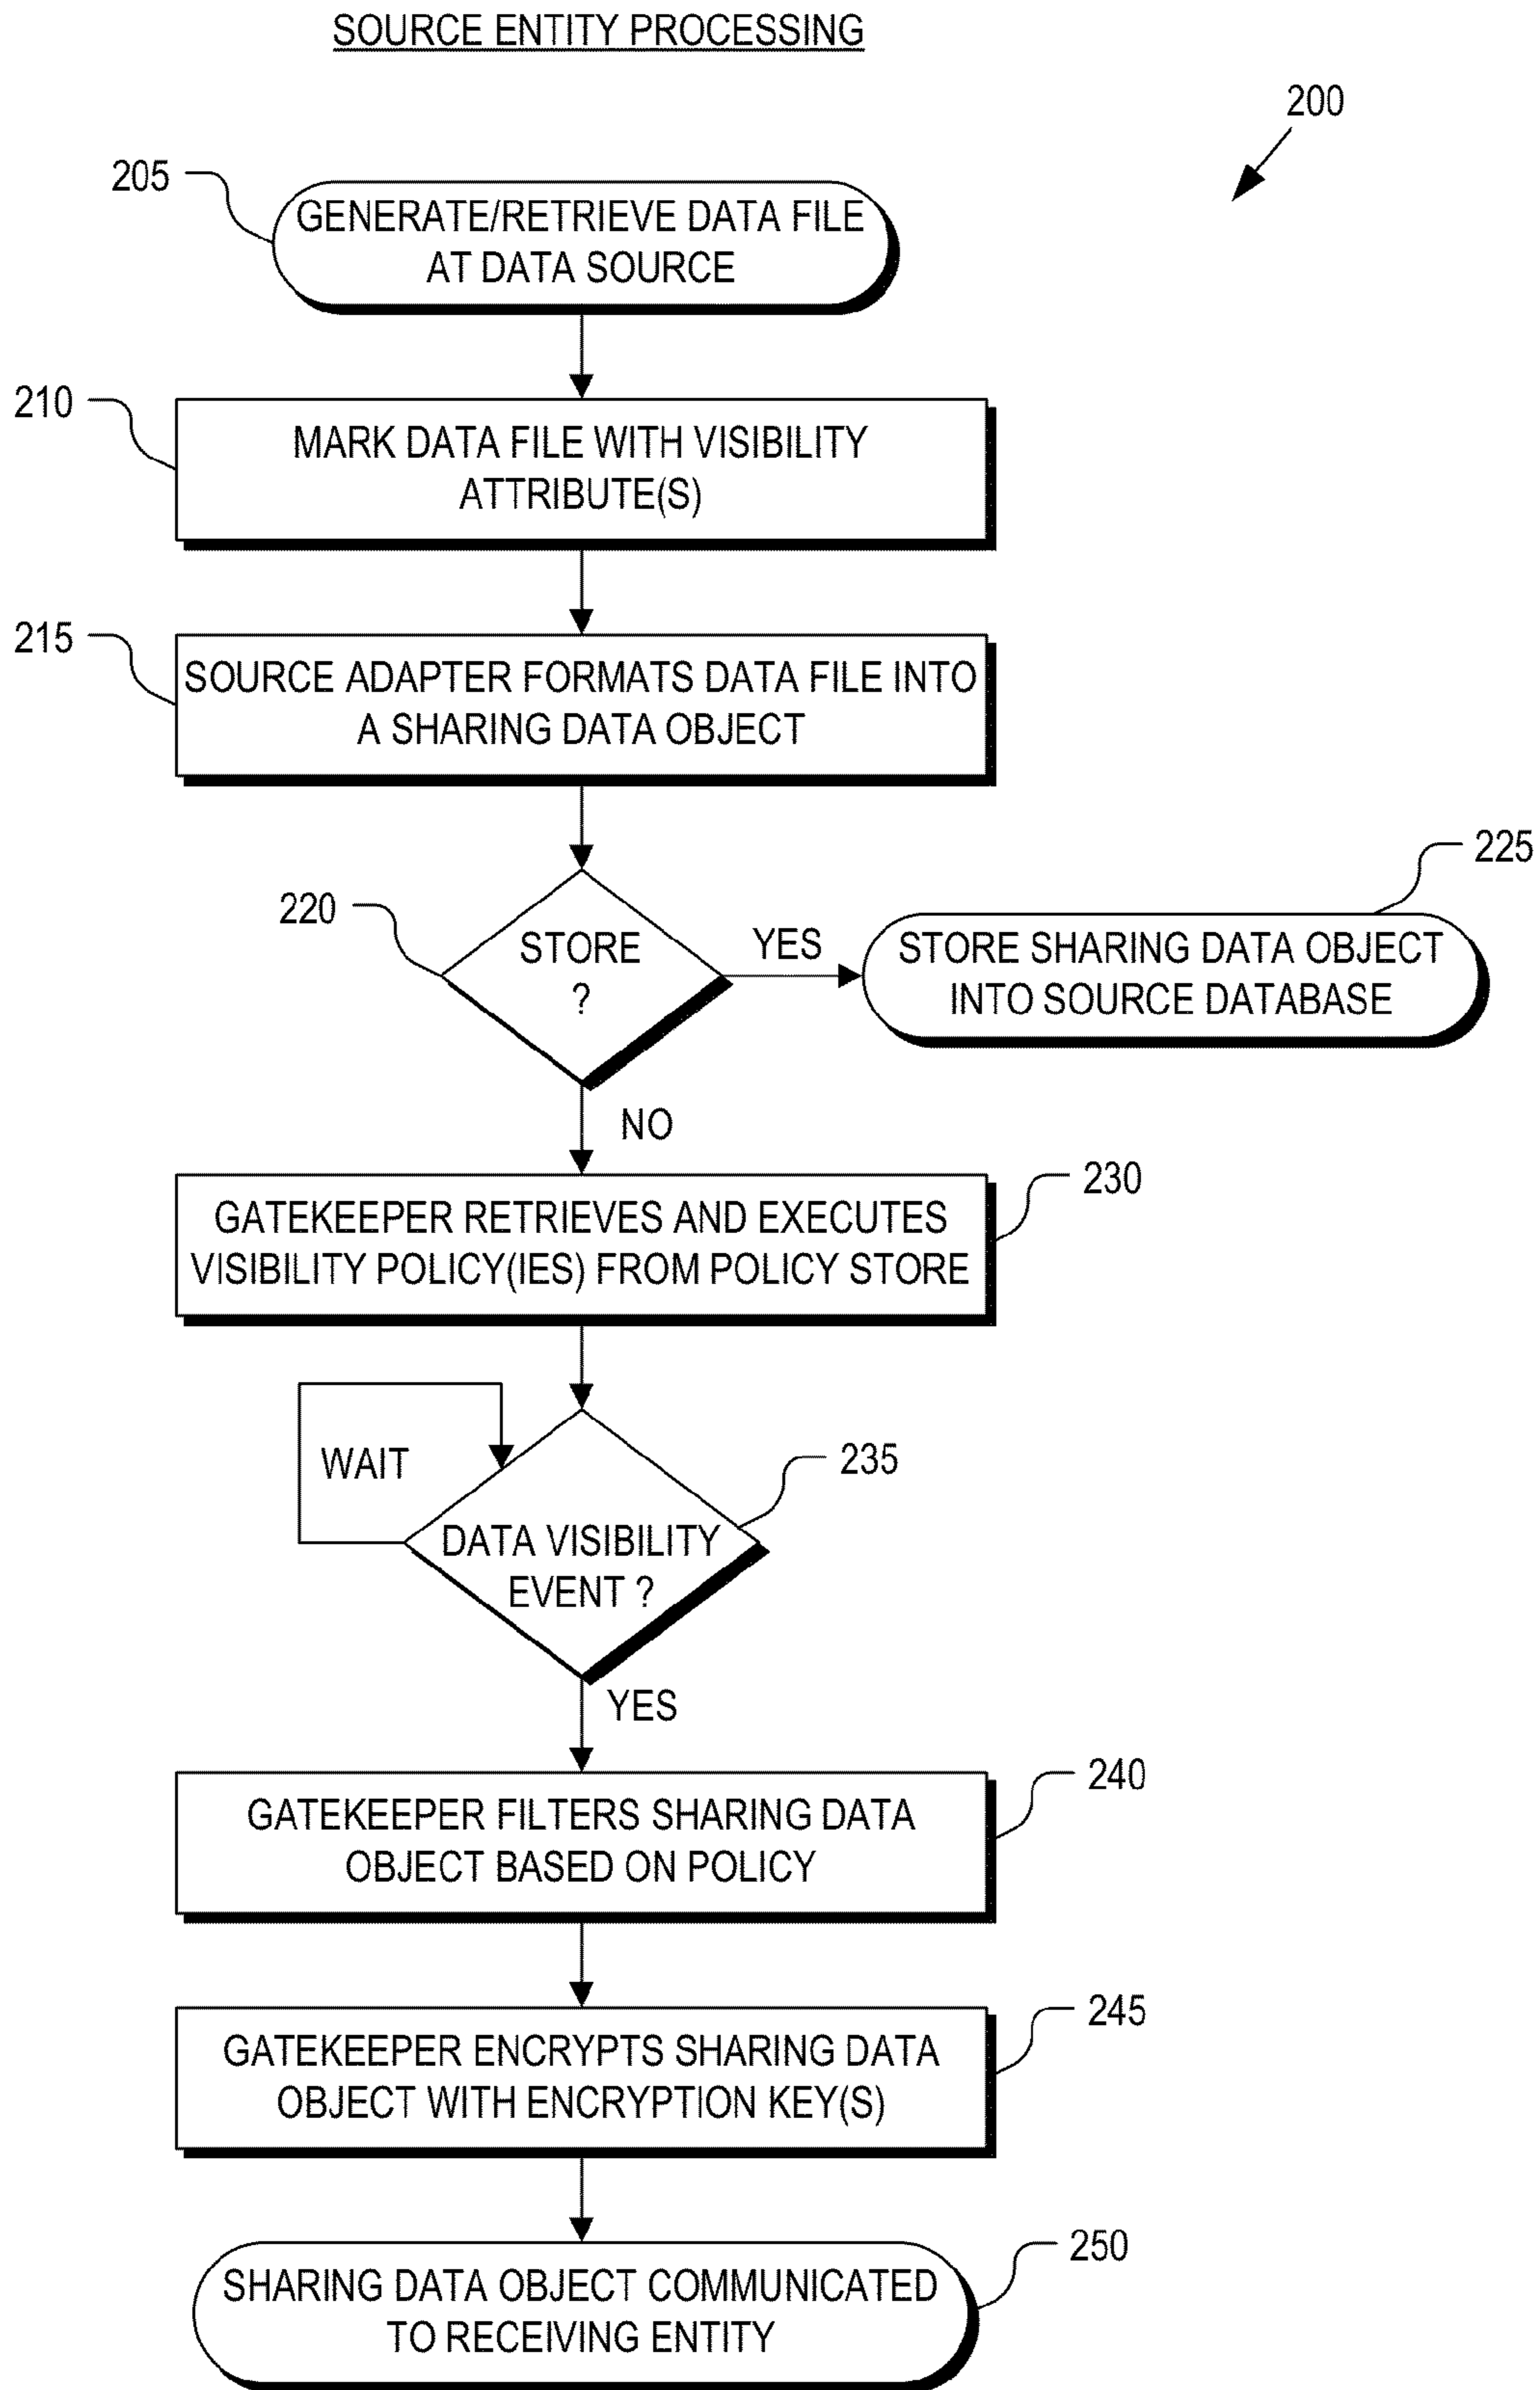 SOURCE ENTITY PROCESSING
200
205
GENERATE/RETRIEVE DATA FILE
AT DATA SOURCE
210
MARK DATA FILE WITH VISIBILITY
ATTRIBUTE(S)
215
SOURCE ADAPTER FORMATS DATA FILE INTO
A SHARING DATA OBJECT
220
STORE
?
YES
225
STORE SHARING DATA OBJECT
INTO SOURCE DATABASE
NO
230
GATEKEEPER RETRIEVES AND EXECUTES
VISIBILITY POLICY(IES) FROM POLICY STORE
WAIT
235
DATA VISIBILITY
EVENT ?
YES
240
GATEKEEPER FILTERS SHARING DATA
OBJECT BASED ON POLICY
245
GATEKEEPER ENCRYPTS SHARING DATA
OBJECT WITH ENCRYPTION KEY(S)
250
SHARING DATA OBJECT COMMUNICATED
TO RECEIVING ENTITY